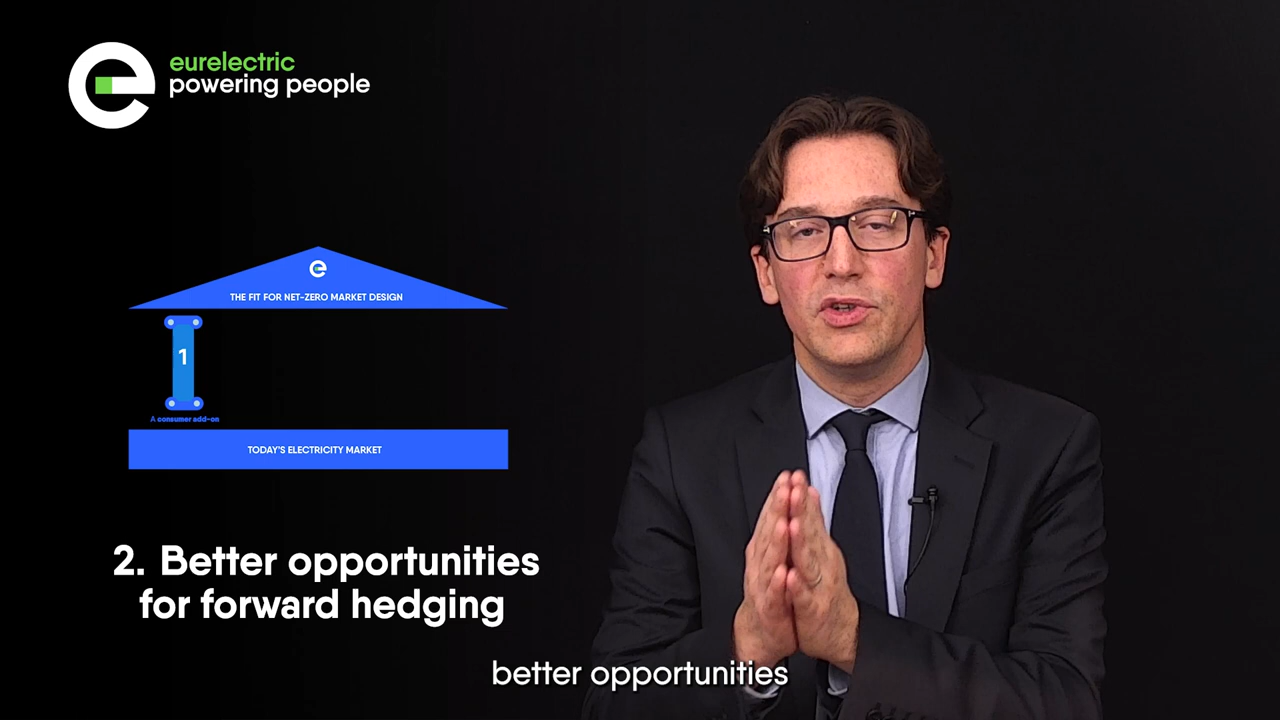 eurelectric
powering people
THE FIT FOR NET-ZERO MARKET DESIGN
1
A consumer add-on
TODAY'S ELECTRICITY MARKET
2. Better opportunities
for forward hedging
better opportunities